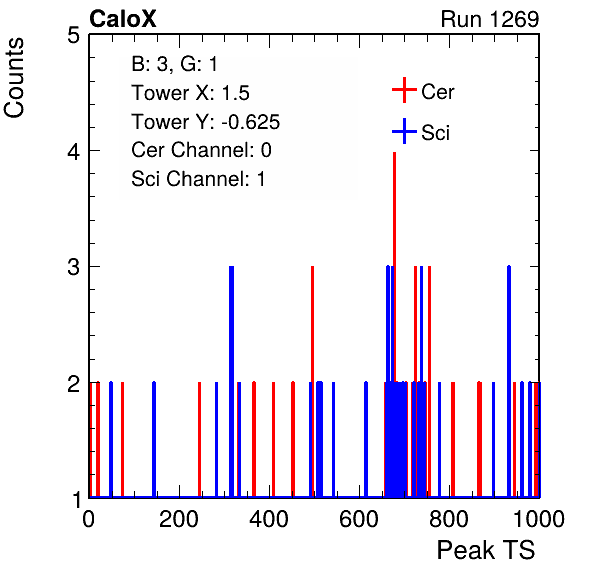 CaloX Run 1269
Counts
5
B: 3, G: 1
Tower X: 1.5
Tower Y: -0.625
Cer Channel: 0
Sci Channel: 1
Cer
Sci
4
3
2
1
0 200 400 600 800 1000
Peak TS